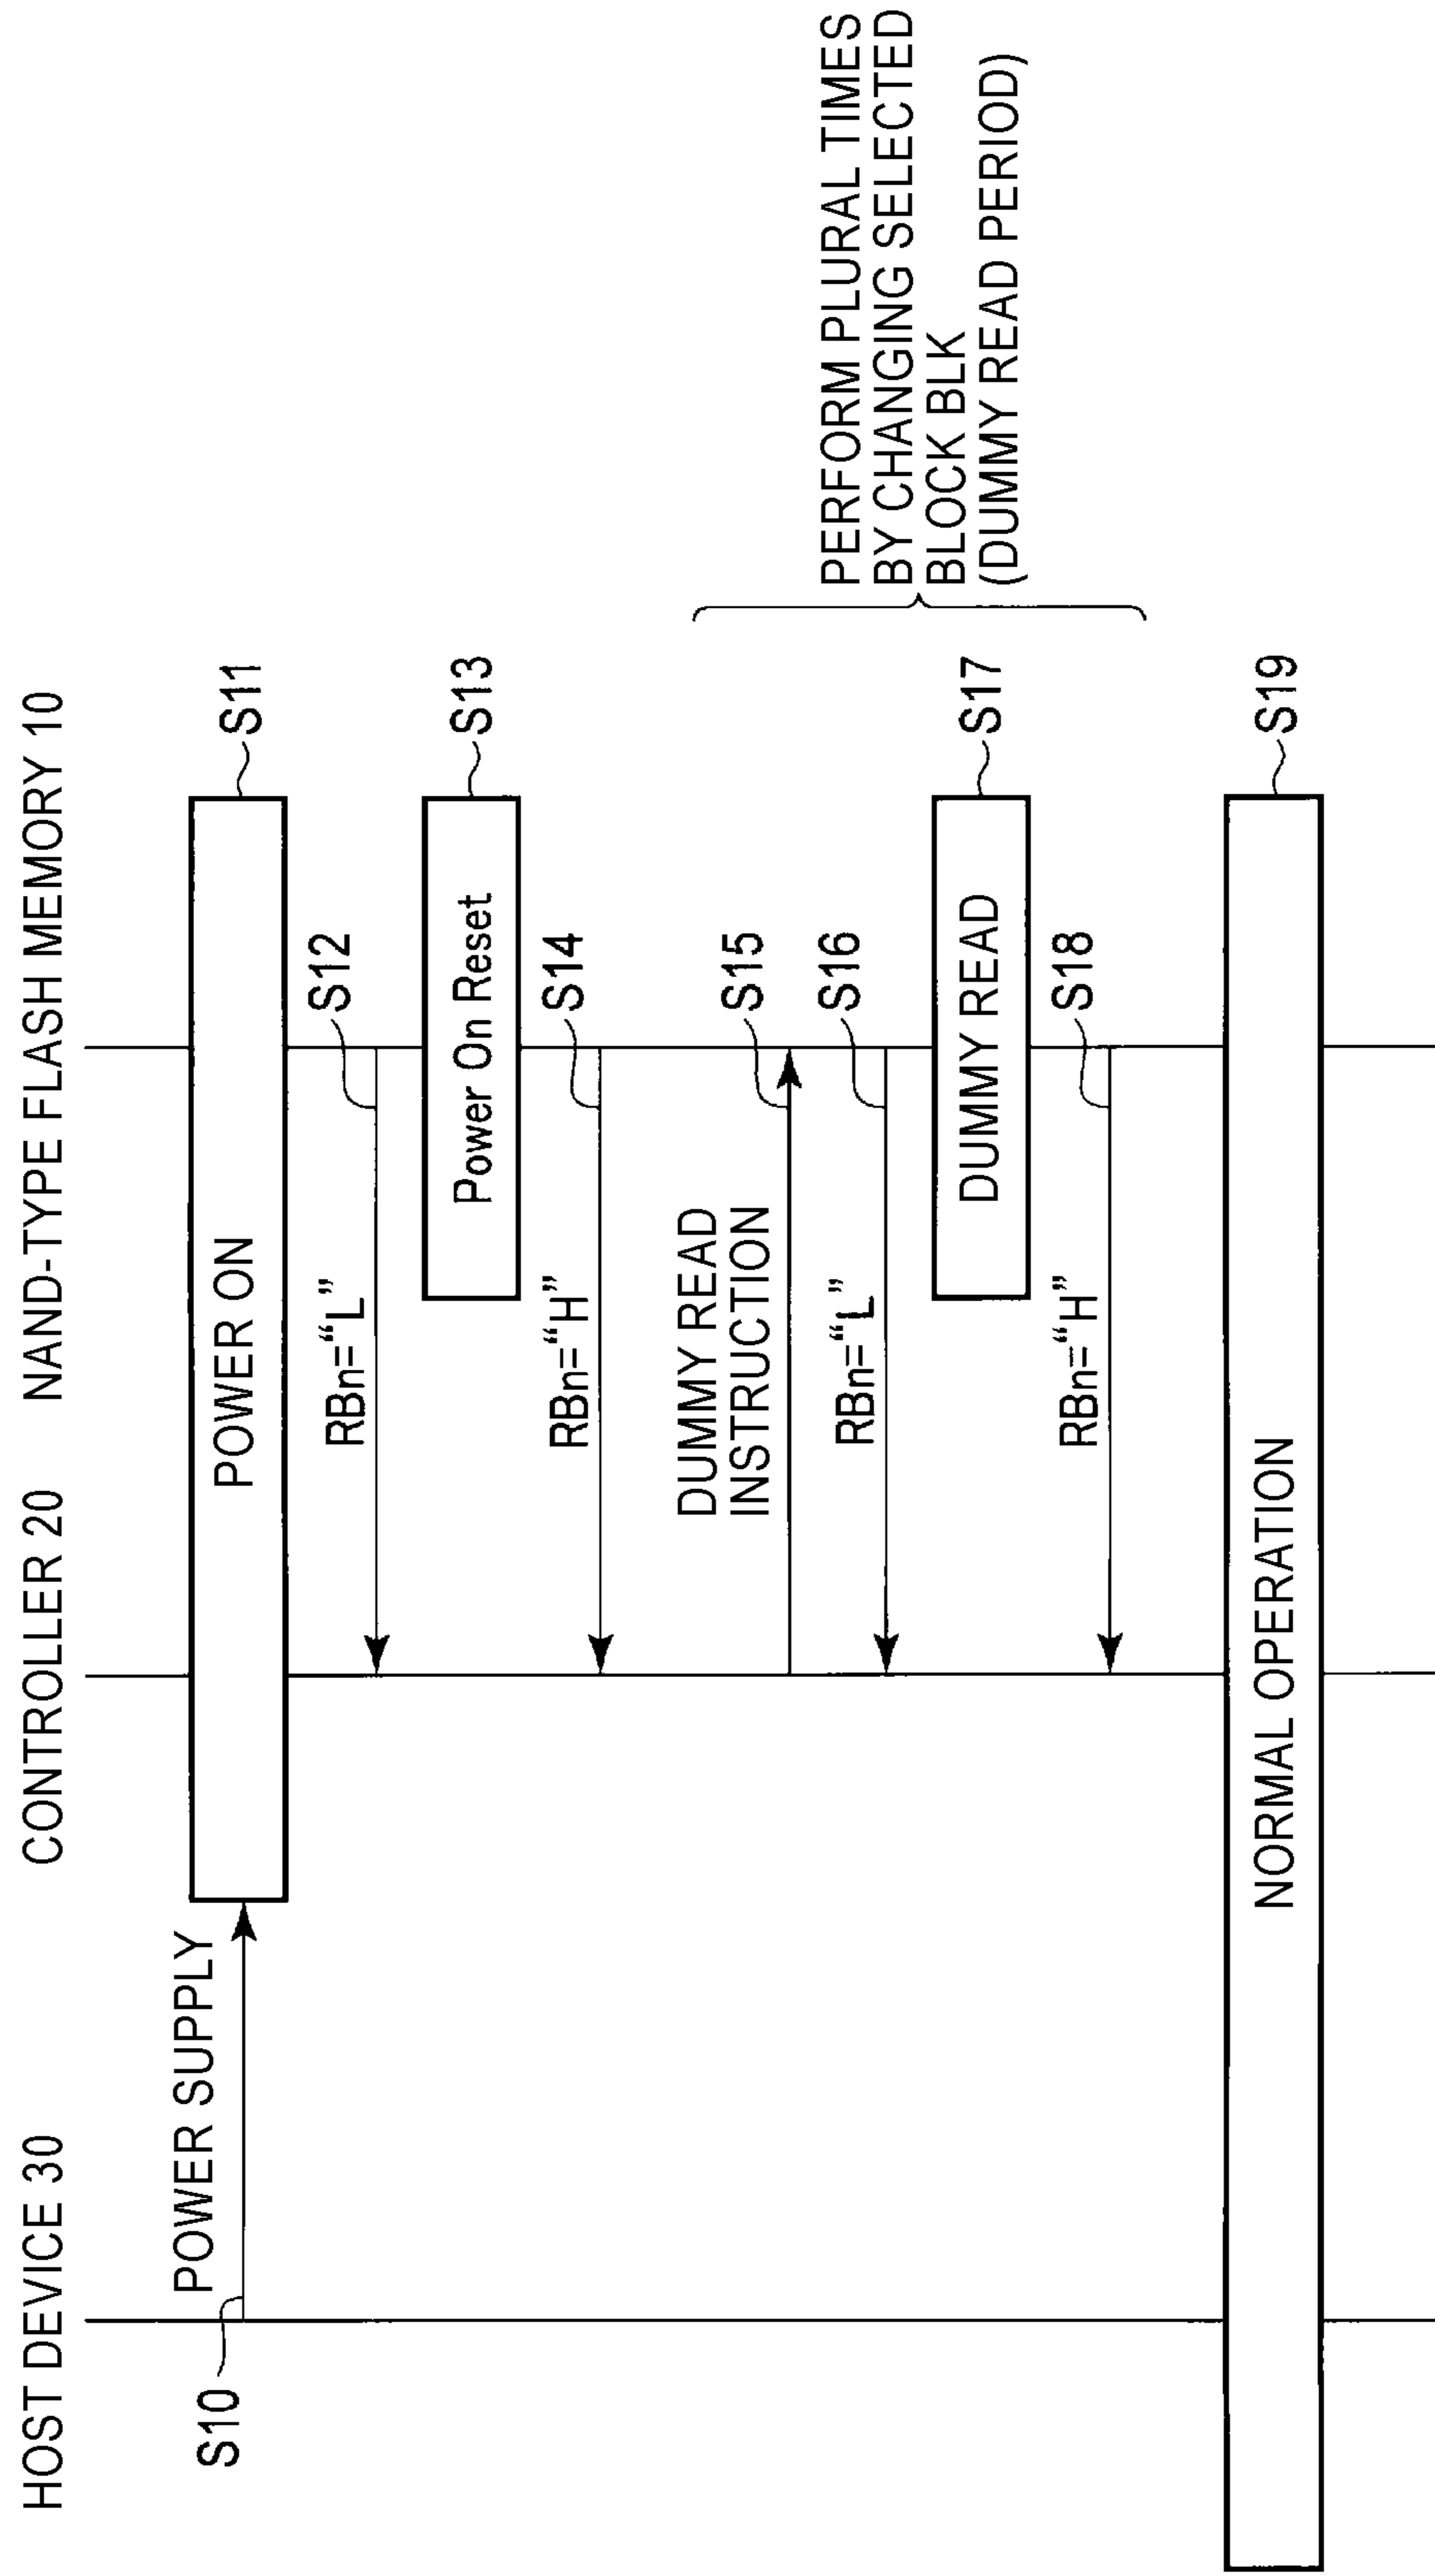 HOST DEVICE 30
CONTROLLER 20
NAND-TYPE FLASH MEMORY 10
S10
POWER SUPPLY
POWER ON
S11
RBn=“L”
S12
Power On Reset
S13
RBn=“H”
S14
DUMMY READ
INSTRUCTION
S15
RBn=“L”
S16
DUMMY READ
S17
RBn=“H”
S18
PERFORM PLURAL TIMES
BY CHANGING SELECTED
BLOCK BLK
(DUMMY READ PERIOD)
NORMAL OPERATION
S19